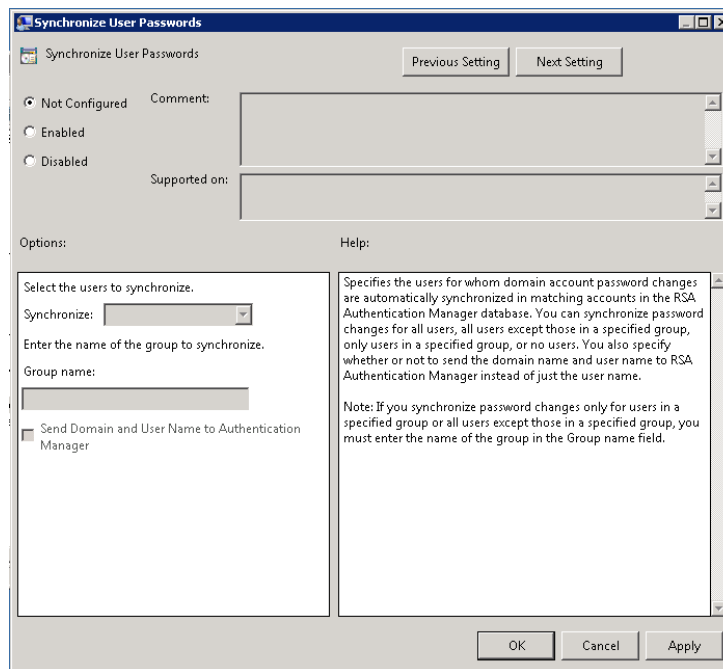 Synchronize User Passwords
Synchronize User Passwords
Previous Setting
Next Setting
Not Configured
Comment:
Enabled
Disabled
Supported on:
Options:
Help:
Select the users to synchronize.
Synchronize:
Enter the name of the group to synchronize.
Group name:
Send Domain and User Name to Authentication
Manager
Specifies the users for whom domain account password changes
are automatically synchronized in matching accounts in the RSA
Authentication Manager database. You can synchronize password
changes for all users, all users except those in a specified group,
only users in a specified group, or no users. You also specify
whether or not to send the domain name and user name to RSA
Authentication Manager instead of just the user name.
Note: If you synchronize password changes only for users in a
specified group or all users except those in a specified group, you
must enter the name of the group in the Group name field.
OK
Cancel
Apply